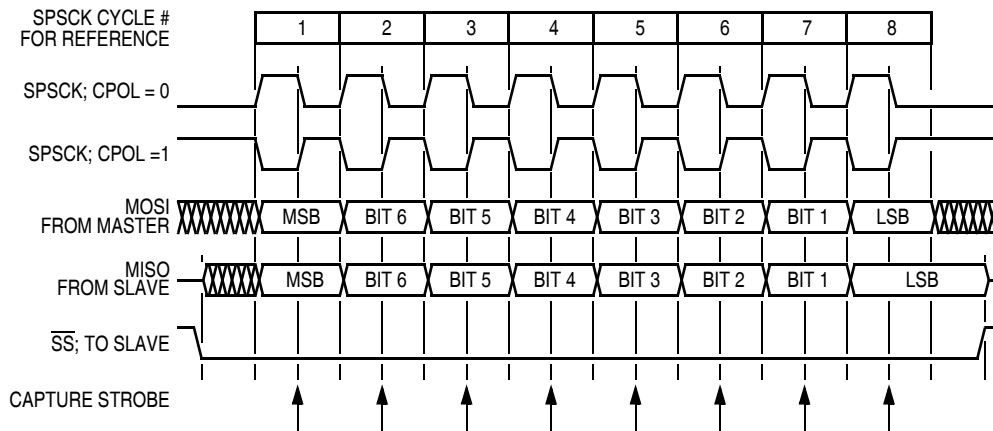 SPSCK CYCLE #
FOR REFERENCE
1 2 3 4 5 6 7 8
SPSCK; CPOL = 0
SPSCK; CPOL =1
MOSI
FROM MASTER
MSB BIT 6 BIT 5 BIT 4 BIT 3 BIT 2 BIT 1 LSB
MISO
FROM SLAVE
MSB BIT 6 BIT 5 BIT 4 BIT 3 BIT 2 BIT 1 LSB
SS; TO SLAVE
CAPTURE STROBE